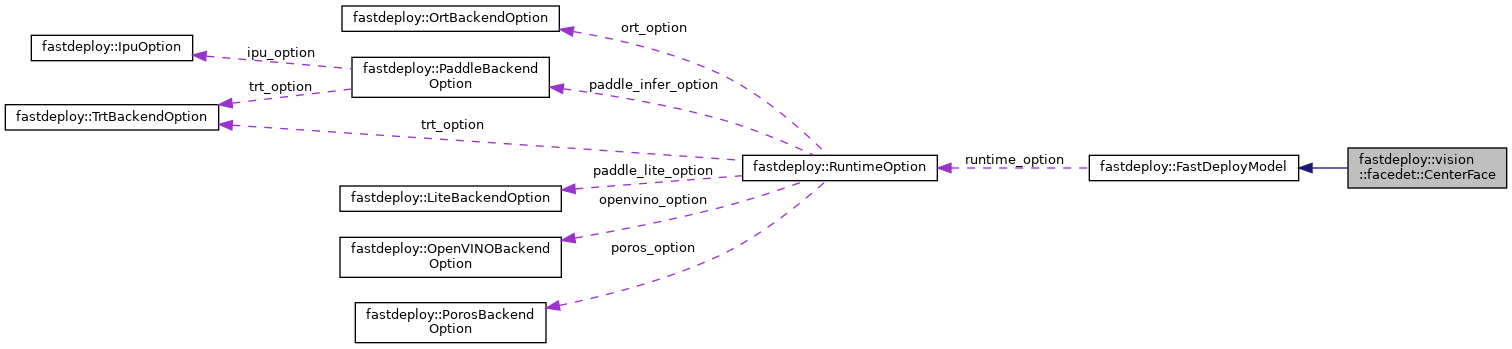 fastdeploy::OrtBackendOption
ort_option
fastdeploy::IpuOption
ipu_option
fastdeploy::PaddleBackend
Option
paddle_infer_option
trt_option
fastdeploy::TrtBackendOption
trt_option
fastdeploy::RuntimeOption
runtime_option
fastdeploy::FastDeployModel
fastdeploy::vision
::facedet::CenterFace
paddle_lite_option
fastdeploy::LiteBackendOption
openvino_option
fastdeploy::OpenVINOBackend
Option
poros_option
fastdeploy::PorosBackend
Option